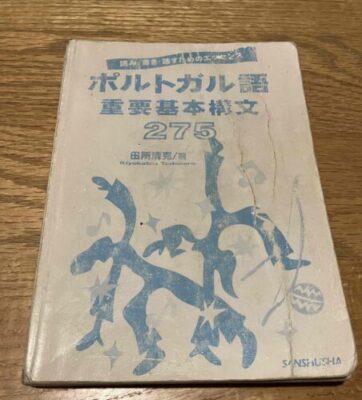 読み・書き・話すためのエッセンス
ポルトガル語
重要基本構文
275
田所清克/著
Kiyokatsu Tadokoro
SANSHUSHA